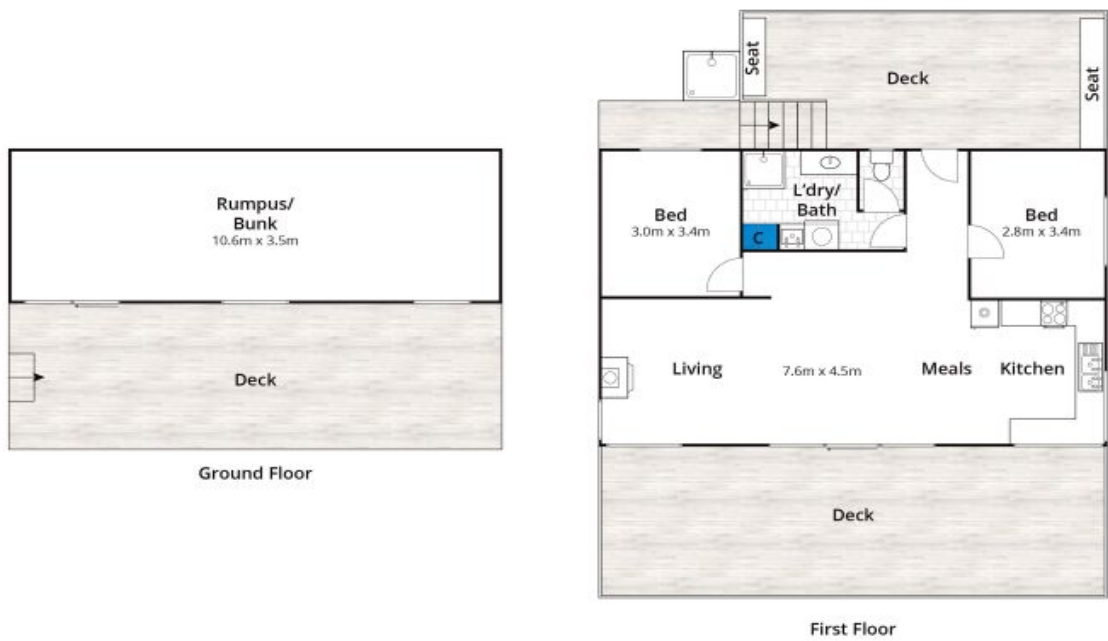 Rumpus/
Bunk
10.6m x 3.5m
Deck
Ground Floor
Seat
Deck
Seat
Bed
3.0m x 3.4m
L'dry/
Bath
C
Bed
2.8m x 3.4m
Living
7.6m x 4.5m
Meals
Kitchen
Deck
First Floor